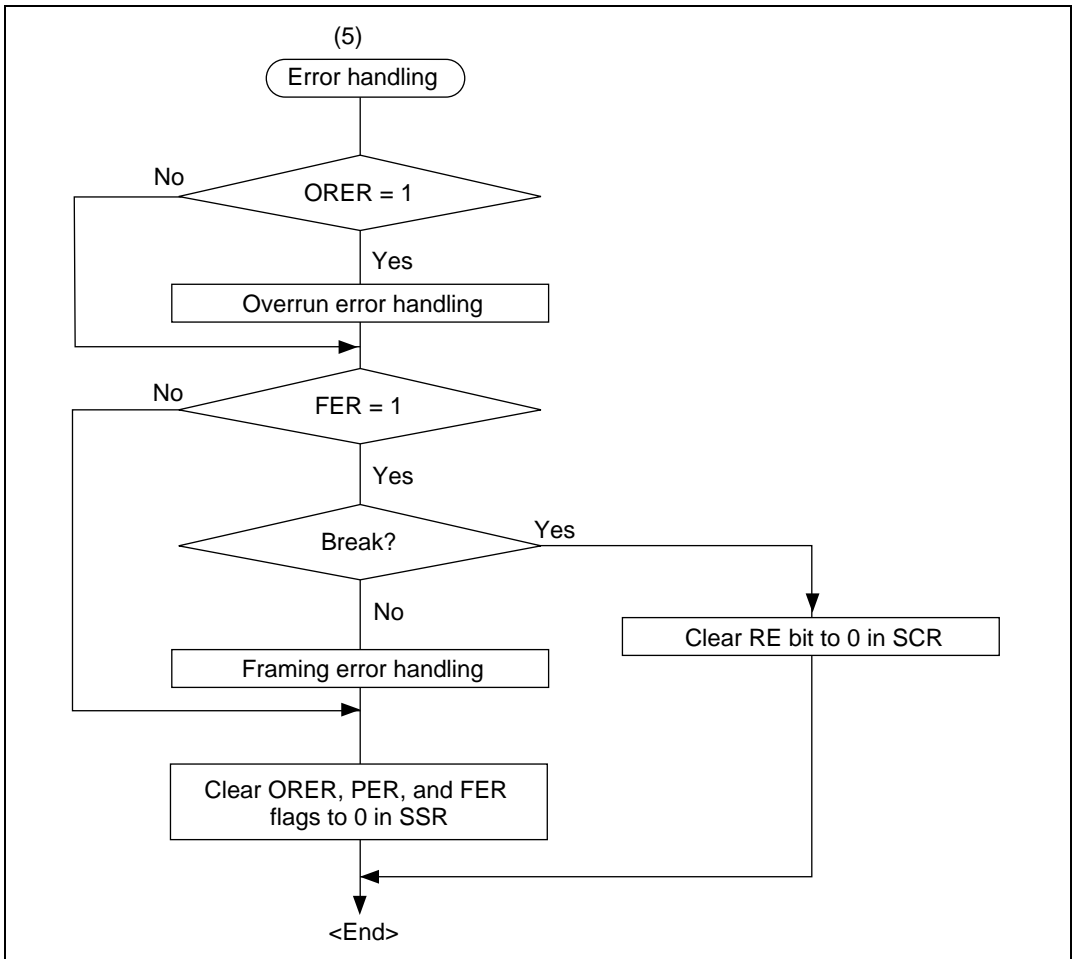 (5)
Error handling
No
ORER = 1
Yes
Overrun error handling
No
FER = 1
Yes
Break?
Yes
No
Clear RE bit to 0 in SCR
Framing error handling
Clear ORER, PER, and FER
flags to 0 in SSR
<End>